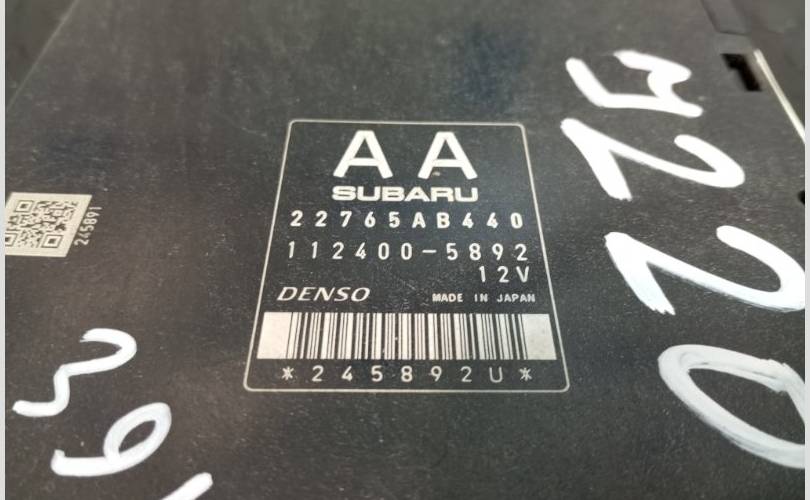 AA
SUBARU
22765AB440
112400-5892
12V
DENSO MADE IN JAPAN
*245892U*
245891